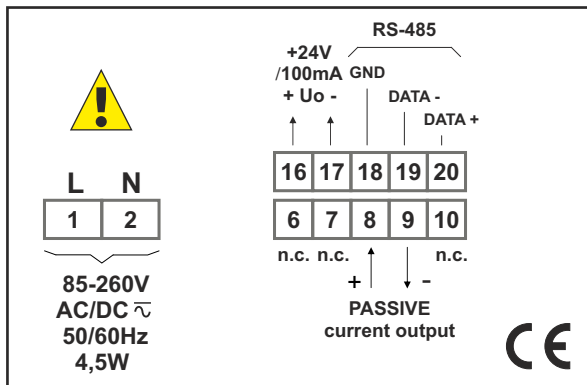 RS-485
+24V
/100mA GND
+ Uo - DATA -
DATA +
16 17 18 19 20
L N
1 2
6 7 8 9 10
n.c. n.c. n.c.
+ -
85-260V
AC/DC
50/60Hz
4,5W
PASSIVE
current output
CE